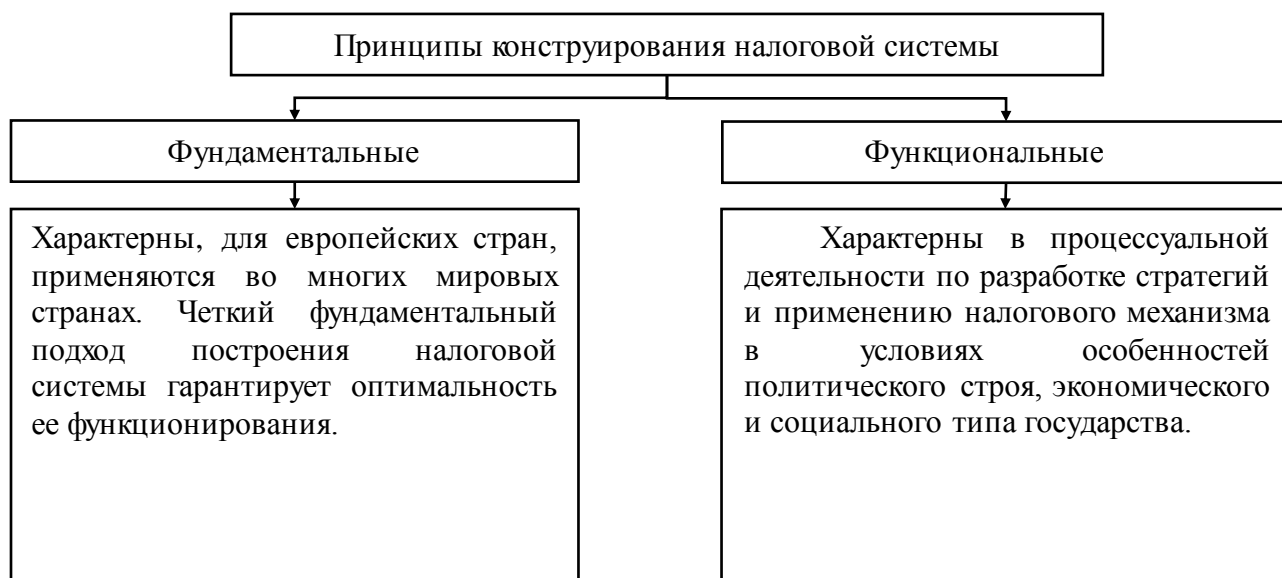 Принципы конструирования налоговой системы
Фундаментальные
Функциональные
Характерны, для европейских стран,
применяются во многих мировых
странах. Четкий фундаментальный
подход построения налоговой
системы гарантирует оптимальность
ее функционирования.
Характерны в процессуальной
деятельности по разработке стратегий
и применению налогового механизма
в условиях особенностей
политического строя, экономического
и социального типа государства.